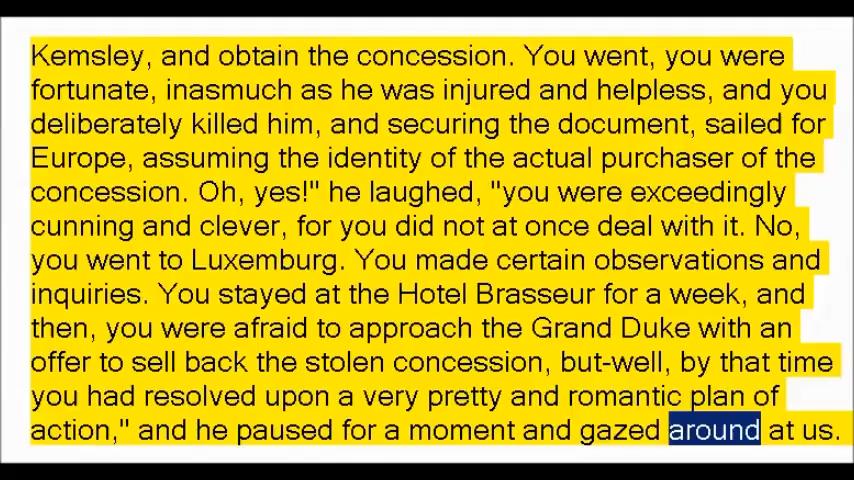 Kemsley, and obtain the concession. You went, you were
fortunate, inasmuch as he was injured and helpless, and you
deliberately killed him, and securing the document, sailed for
Europe, assuming the identity of the actual purchaser of the
concession. Oh, yes!" he laughed, "you were exceedingly
cunning and clever, for you did not at once deal with it. No,
you went to Luxemburg. You made certain observations and
inquiries. You stayed at the Hotel Brasseur for a week, and
then, you were afraid to approach the Grand Duke with an
offer to sell back the stolen concession, but-well, by that time
you had resolved upon a very pretty and romantic plan of
action," and he paused for a moment and gazed around at us.